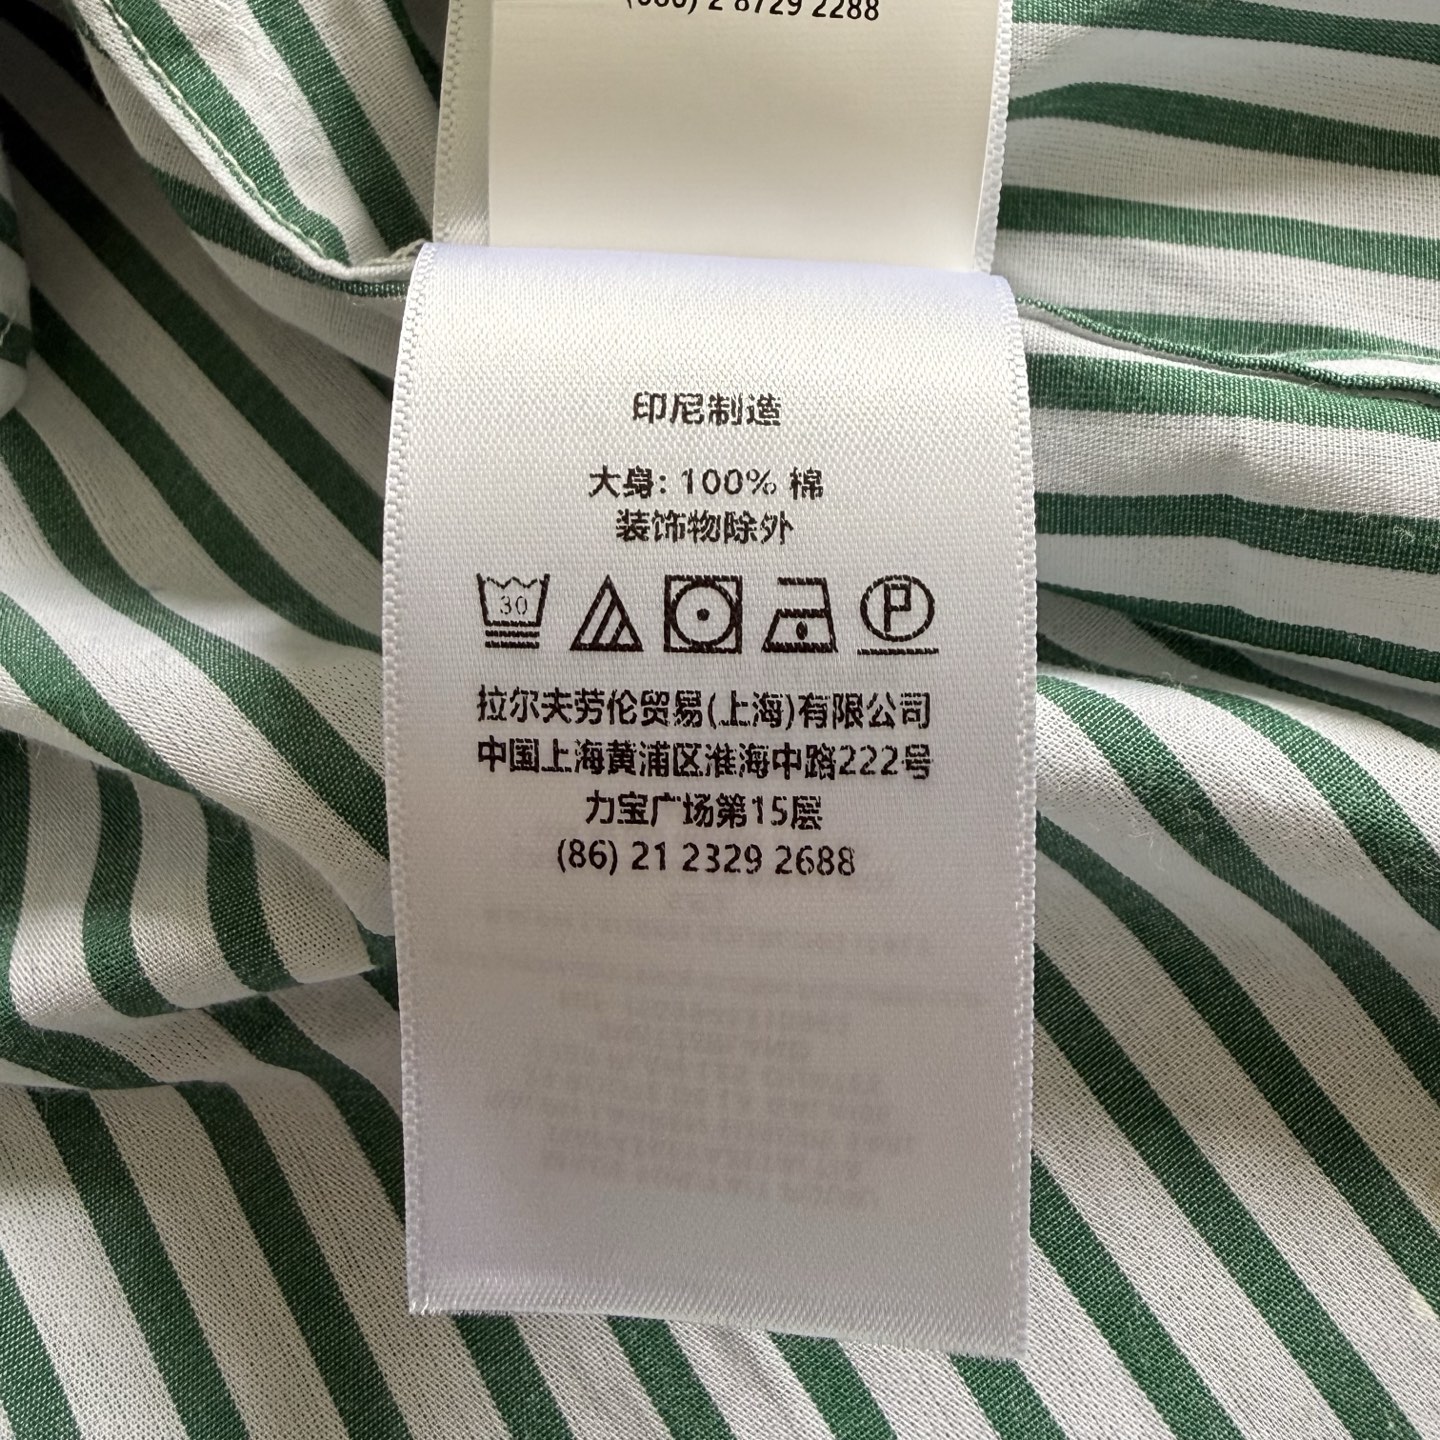 2 8729 2288
印尼制造
大身: 100% 棉
装饰物除外
30
P
拉尔夫劳伦贸易(上海)有限公司
中国上海黄浦区淮海中路222号
力宝广场第15层
(86) 21 2329 2688